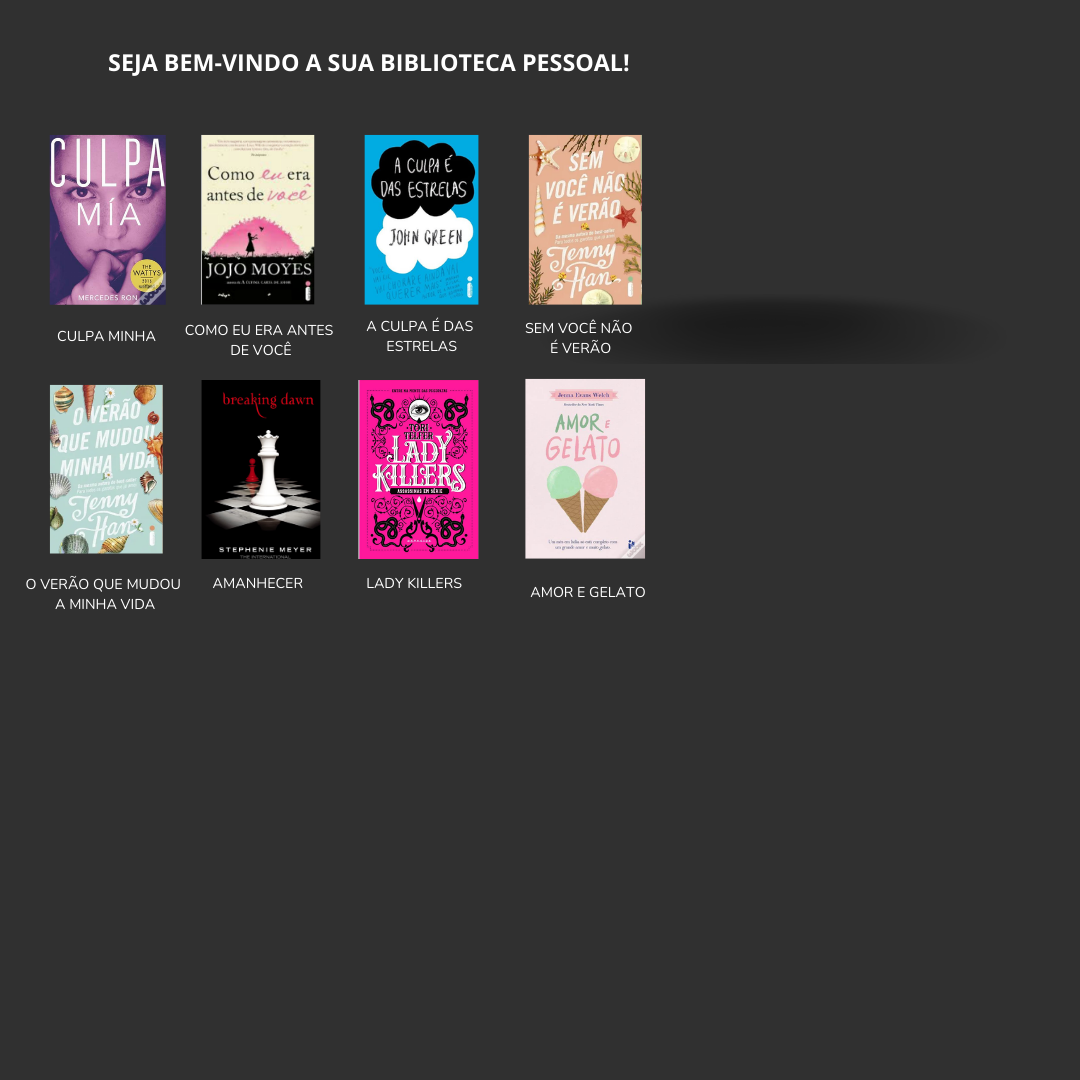 SEJA BEM-VINDO A SUA BIBLIOTECA PESSOAL!
CULPA
MÍA
THE
WATTYS
2015
MERCEDES RON
CULPA MINHA
Como eu era
antes de você
JOJO MOYES
COMO EU ERA ANTES
DE VOCÊ
A CULPA É
DAS ESTRELAS
JOHN GREEN
A CULPA É DAS
ESTRELAS
SEM
VOCÊ NÃO
É VERÃO
Jenny
Han
SEM VOCÊ NÃO
É VERÃO
O VERÃO
QUE MUDOU
MINHA VIDA
Jenny
Han
O VERÃO QUE MUDOU
A MINHA VIDA
breaking dawn
STEPHENIE MEYER
THE INTERNATIONAL
AMANHECER
TORI
TELFER
LADY
KILLERS
ASSASSINAS EM SÉRIE
LADY KILLERS
Jenna Evans Welch
AMOR E
GELATO
AMOR E GELATO